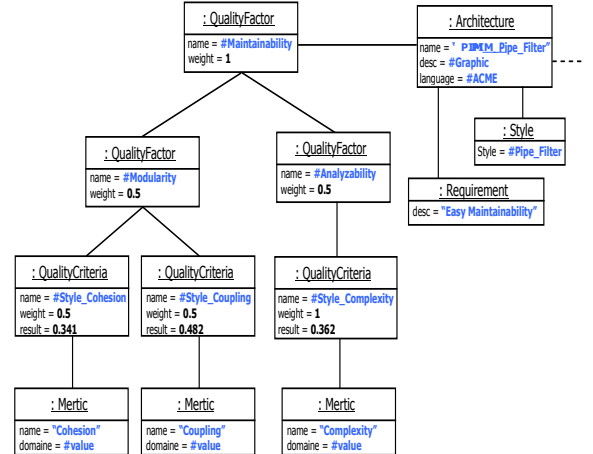 : QualityFactor
name = #Maintainability
weight = 1
: Architecture
desc = #Graphic
language = #ACME
: Style
Style = #Pipe_Filter
: Requirement
desc = "Easy Maintainability"
: QualityFactor
name = #Modularity
weight = 0.5
: QualityFactor
name = #Analyzability
weight = 0.5
: QualityCriteria
name = #Style_Cohesion
weight = 0.5
result = 0.341
: QualityCriteria
name = #Style_Coupling
weight = 0.5
result = 0.482
: QualityCriteria
name = #Style_Complexity
weight = 1
result = 0.362
: Mertic
name = "Cohesion"
domaine = #value
: Mertic
name = "Coupling"
domaine = #value
: Mertic
name = "Complexity"
domaine = #value